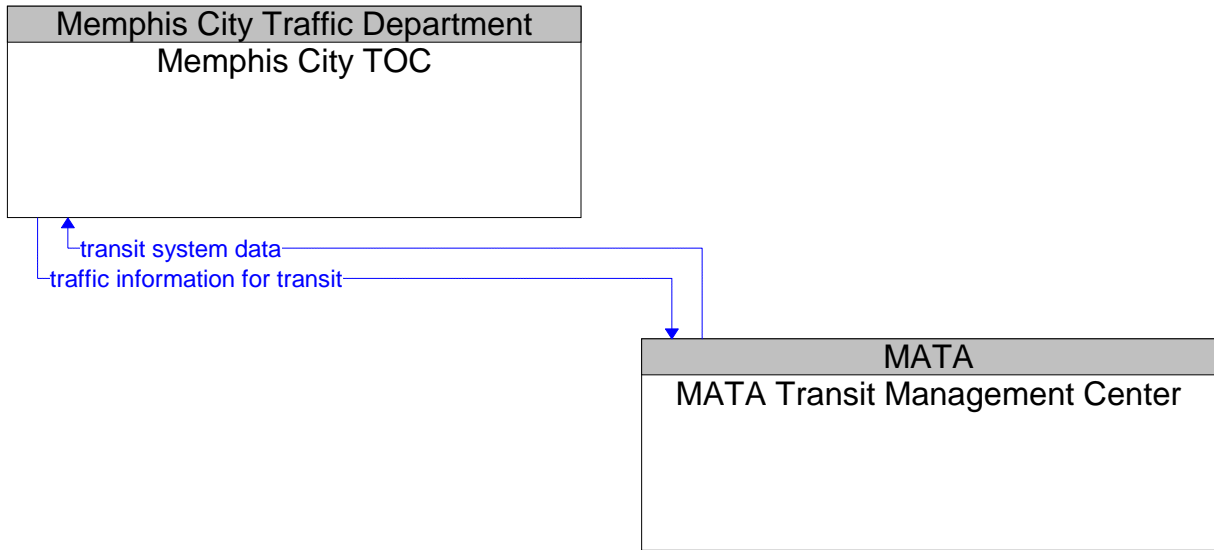 Memphis City Traffic Department
Memphis City TOC
transit system data
traffic information for transit
MATA
MATA Transit Management Center